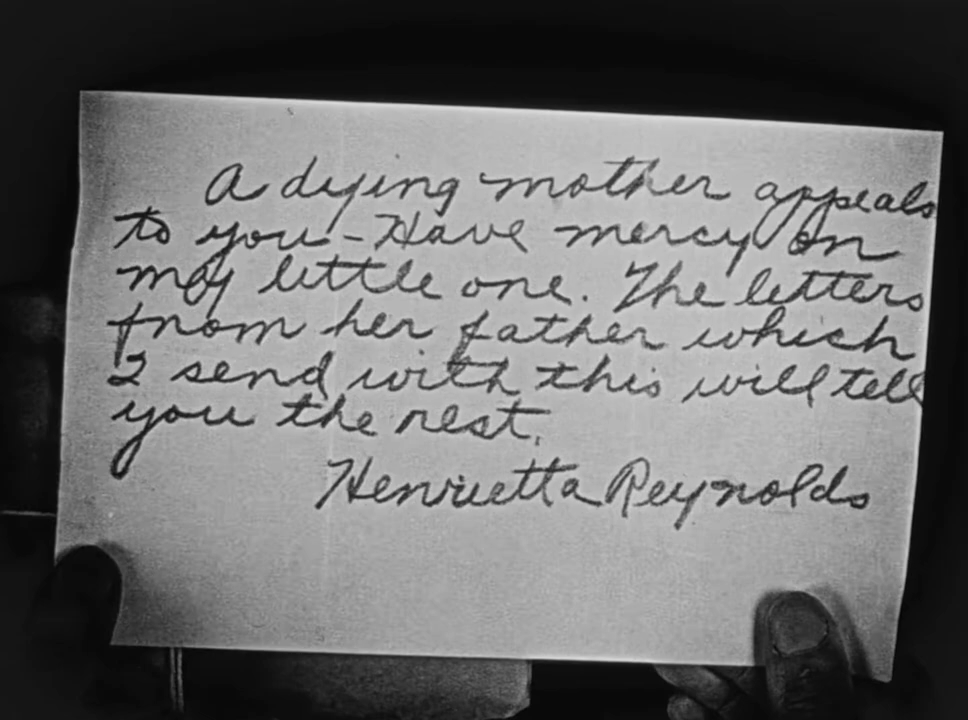 A dying mother appeals
to you - Have mercy on
my little one. The letters
from her father which
I send with this will tell
you the rest.
Henrietta Reynolds